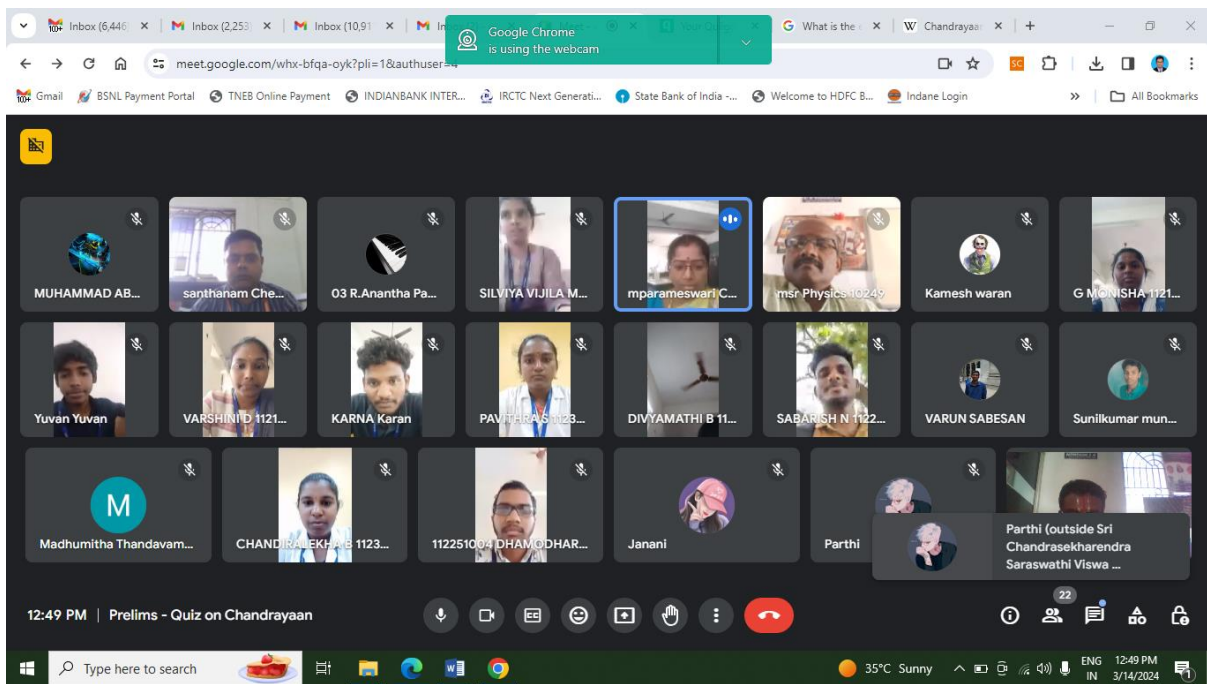 Inbox (6,446)
Inbox (2,253)
Inbox (10,91
What is the
Chandrayaa
Google Chrome
is using the webcam
meet.google.com/whx-bfqa-oyk?pli=1&authuser=4
Gmail BSNL Payment Portal TNEB Online Payment INDIANBANK INTER... IRCTC Next Generati... State Bank of India -... Welcome to HDFC B... Indane Login » All Bookmarks
MUHAMMAD AB... santhanam Che... 03 R.Anantha Pa... SILVIYA VIJILA M... mparameswari C... msr Physics 10249 Kamesh waran G MONISHA 1121...
Yuvan Yuvan VARSHINI D 1121... KARNA Karan PAVITHRA S 1123... DIVYAMATHI B 11... SABARISH N 1122... VARUN SABESAN Sunilkumar mun...
M
Madhumitha Thandavam... CHANDIRALEKHA B 1123... 112251004 DHAMODHAR... Janani Parthi
Parthi (outside Sri
Chandrasekharendra
Saraswathi Viswa ...
22
12:49 PM | Prelims - Quiz on Chandrayaan
Type here to search
35°C Sunny
ENG
IN
12:49 PM
3/14/2024